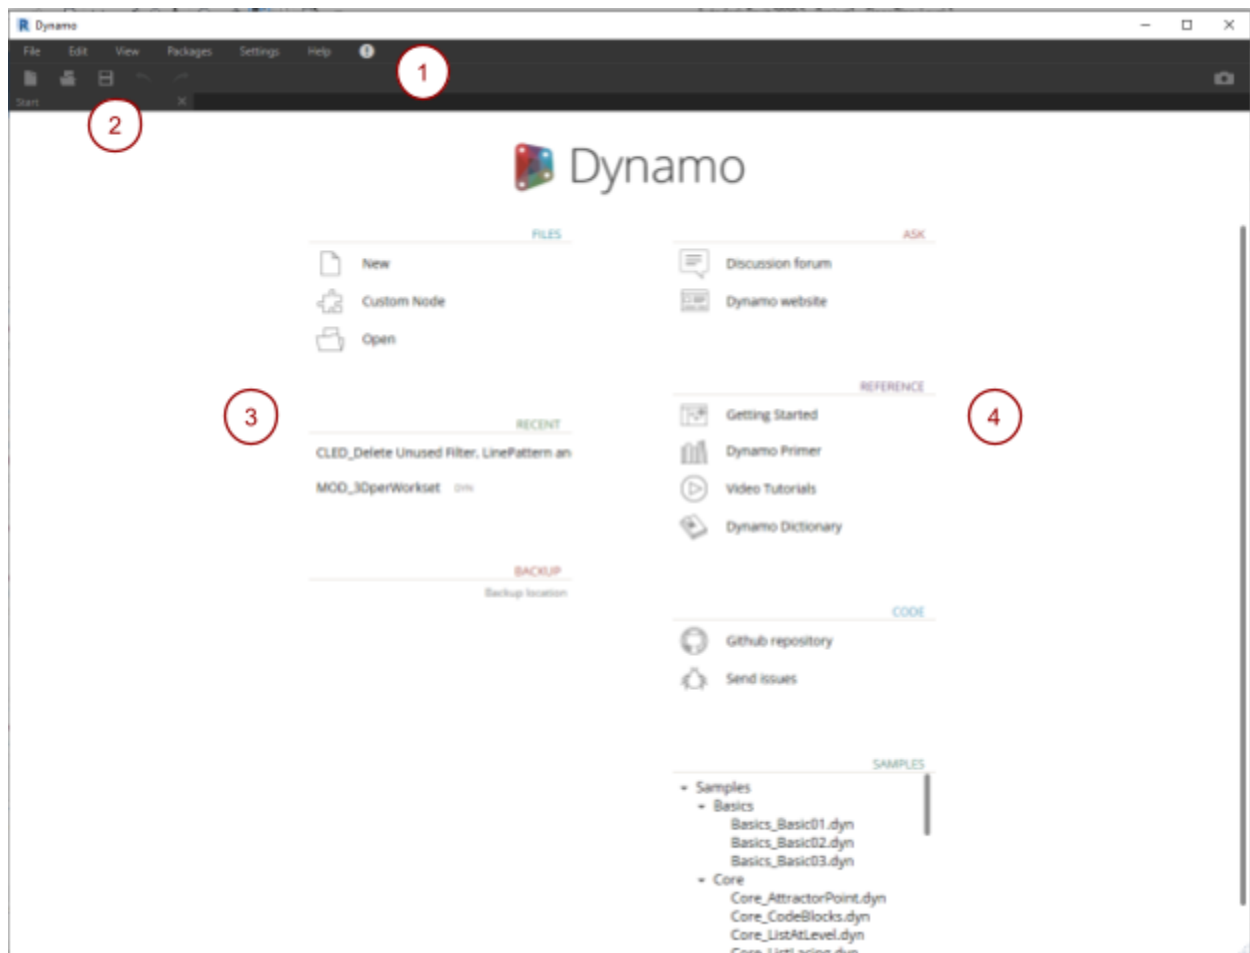 Dynamo
File Edit View Packages Settings Help
1
Start
2
Dynamo
FILES
New
Custom Node
Open
3
RECENT
CLED_Delete Unused Filter, LinePattern an
MOD_3DperWorkset DYN
BACKUP
Backup location
ASK
Discussion forum
Dynamo website
REFERENCE
4
Getting Started
Dynamo Primer
Video Tutorials
Dynamo Dictionary
CODE
Github repository
Send issues
SAMPLES
Samples
Basics
Basics_Basic01.dyn
Basics_Basic02.dyn
Basics_Basic03.dyn
Core
Core_AttractorPoint.dyn
Core_CodeBlocks.dyn
Core_ListAtLevel.dyn
Core_ListLacing.dyn